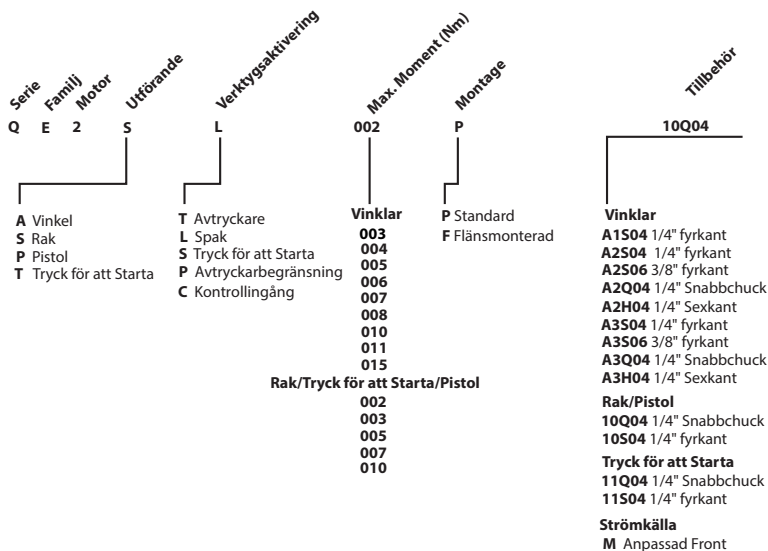 Serie
Familj
Motor
Utförande
Verktygsaktivering
Max. Moment (Nm)
Montage
Tillbehör
Q E 2 S L 002 P 10Q04
A Vinkel
S Rak
P Pistol
T Tryck för att Starta
T Avtryckare
L Spak
S Tryck för att Starta
P Avtryckarbegränsning
C Kontrollingång
Vinklar
003
004
005
006
007
008
010
011
015
Rak/Tryck för att Starta/Pistol
002
003
005
007
010
P Standard
F Flänsmonterad
Vinklar
A1S04 1/4" fyrkant
A2S04 1/4" fyrkant
A2S06 3/8" fyrkant
A2Q04 1/4" Snabbchuck
A2H04 1/4" Sexkant
A3S04 1/4" fyrkant
A3S06 3/8" fyrkant
A3Q04 1/4" Snabbchuck
A3H04 1/4" Sexkant
Rak/Pistol
10Q04 1/4" Snabbchuck
10S04 1/4" fyrkant
Tryck för att Starta
11Q04 1/4" Snabbchuck
11S04 1/4" fyrkant
Strömkälla
M Anpassad Front